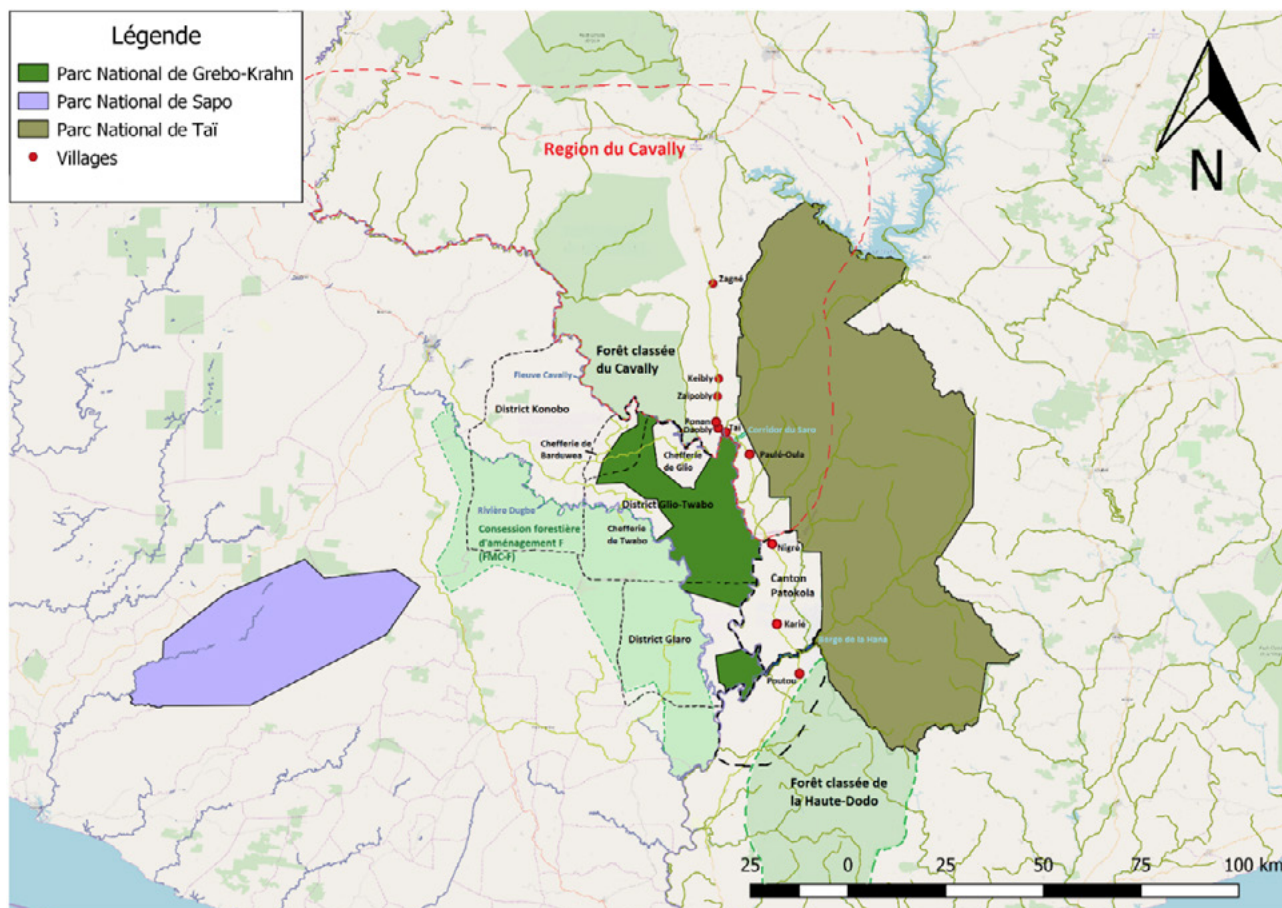 Légende
Parc National de Grebo-Krahn
Parc National de Sapo
Parc National de Taï
Villages
N
Region du Cavally
Zagné
Forêt classée
du Cavally
Fleuve Cavally
Keibly
Zaïpobly
District Konobo
Ponan
Daobly
Taï
Corridor du Saro
Chefferie de
Barduwea
Chefferie
de Glio
Paulé-Oula
District Glio-Twabo
Rivière Dugbe
Consession forestière
d'aménagement F
(FMC-F)
Chefferie
de Twabo
Nigré
Canton
Patokola
District Glaro
Karié
Berge de la Hana
Poutou
Forêt classée de
la Haute-Dodo
25 0 25 50 75 100 km